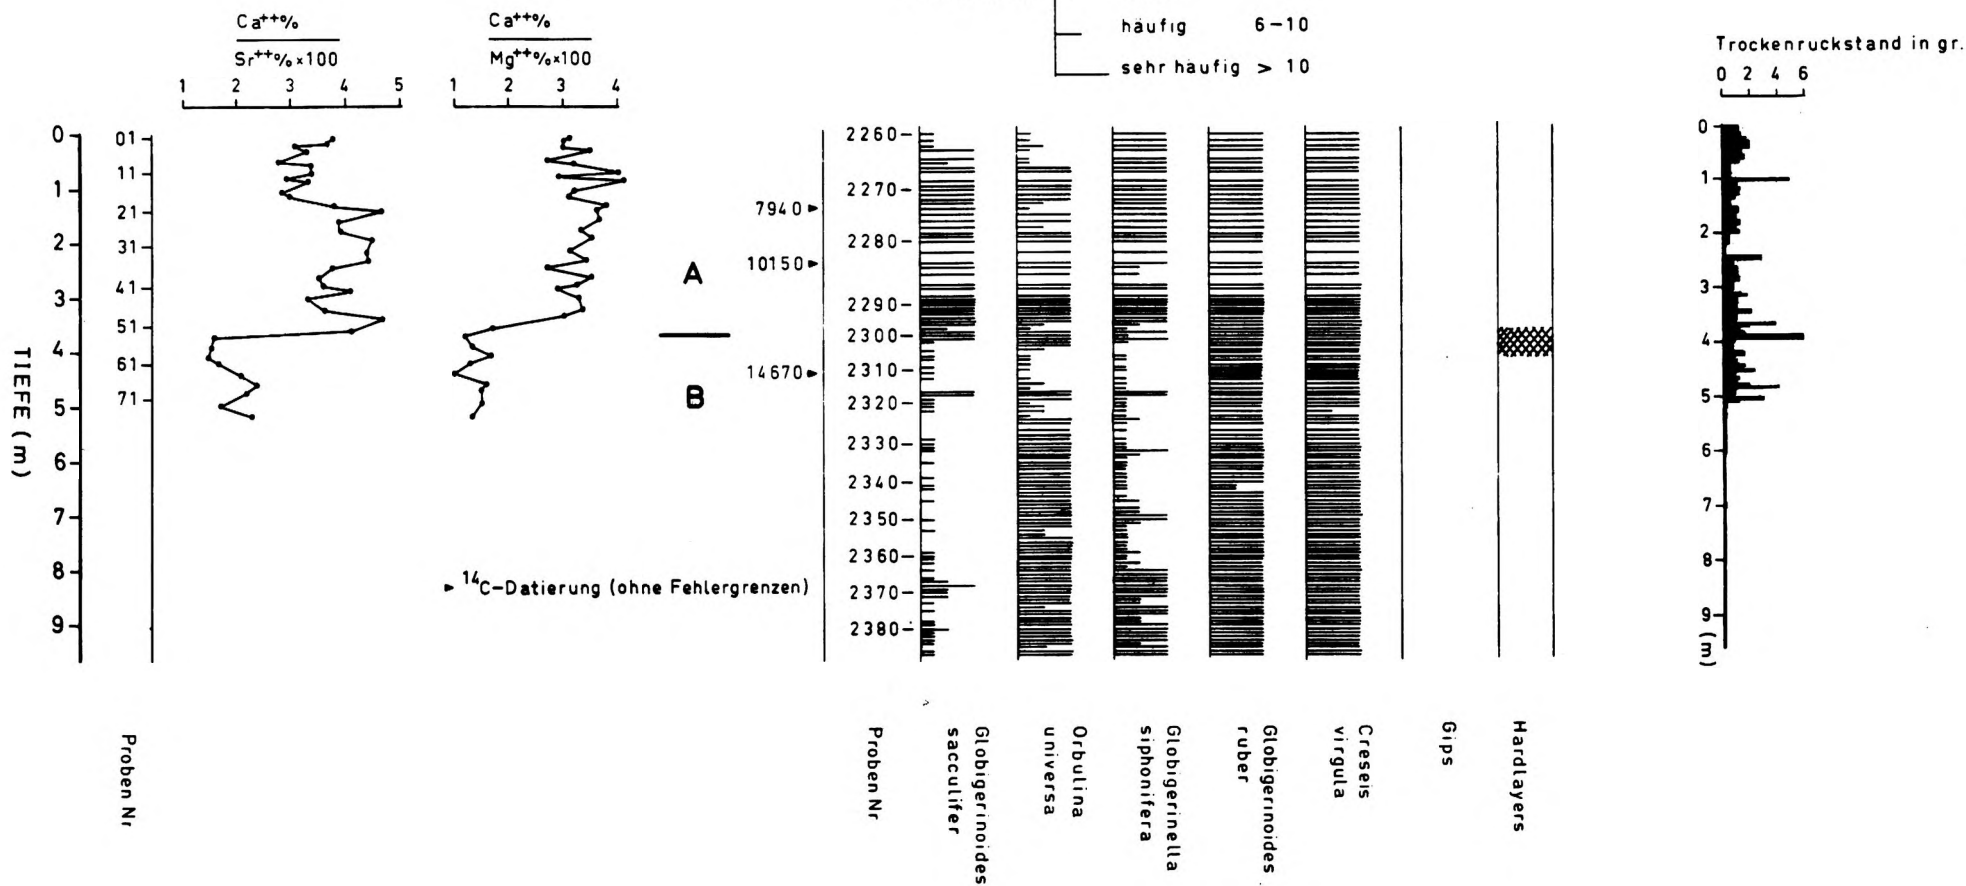 Ca++%
Sr++%×100
1 2 3 4 5
Ca++%
Mg++%×100
1 2 3 4
häufig 6–10
sehr häufig > 10
Trockenruckstand in gr.
0 2 4 6
TIEFE (m)
0
1
2
3
4
5
6
7
8
9
01
11
21
31
41
51
61
71
Proben Nr
A
B
7940
10150
14670
► 14C–Datierung (ohne Fehlergrenzen)
2260
2270
2280
2290
2300
2310
2320
2330
2340
2350
2360
2370
2380
Proben Nr
Globigerinoides
sacculifer
Orbulina
universa
Globigerinella
siphonifera
Globigerinoides
ruber
Creseis
virgula
Gips
Hardlayers
0
1
2
3
4
5
6
7
8
9
(m)